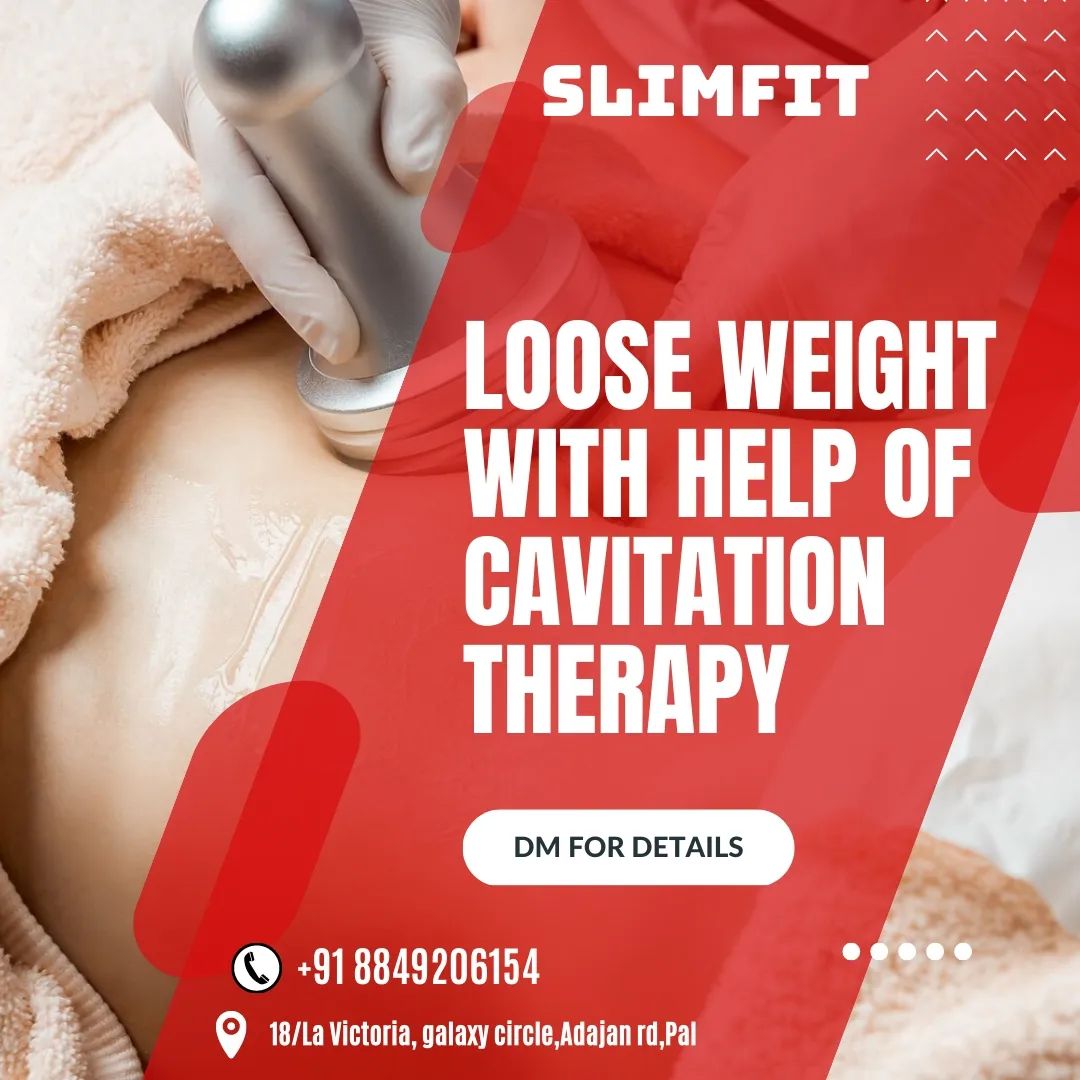 SLIMFIT
LOOSE WEIGHT
WITH HELP OF
CAVITATION
THERAPY
DM FOR DETAILS
+91 8849206154
18/La Victoria, galaxy circle,Adajan rd,Pal